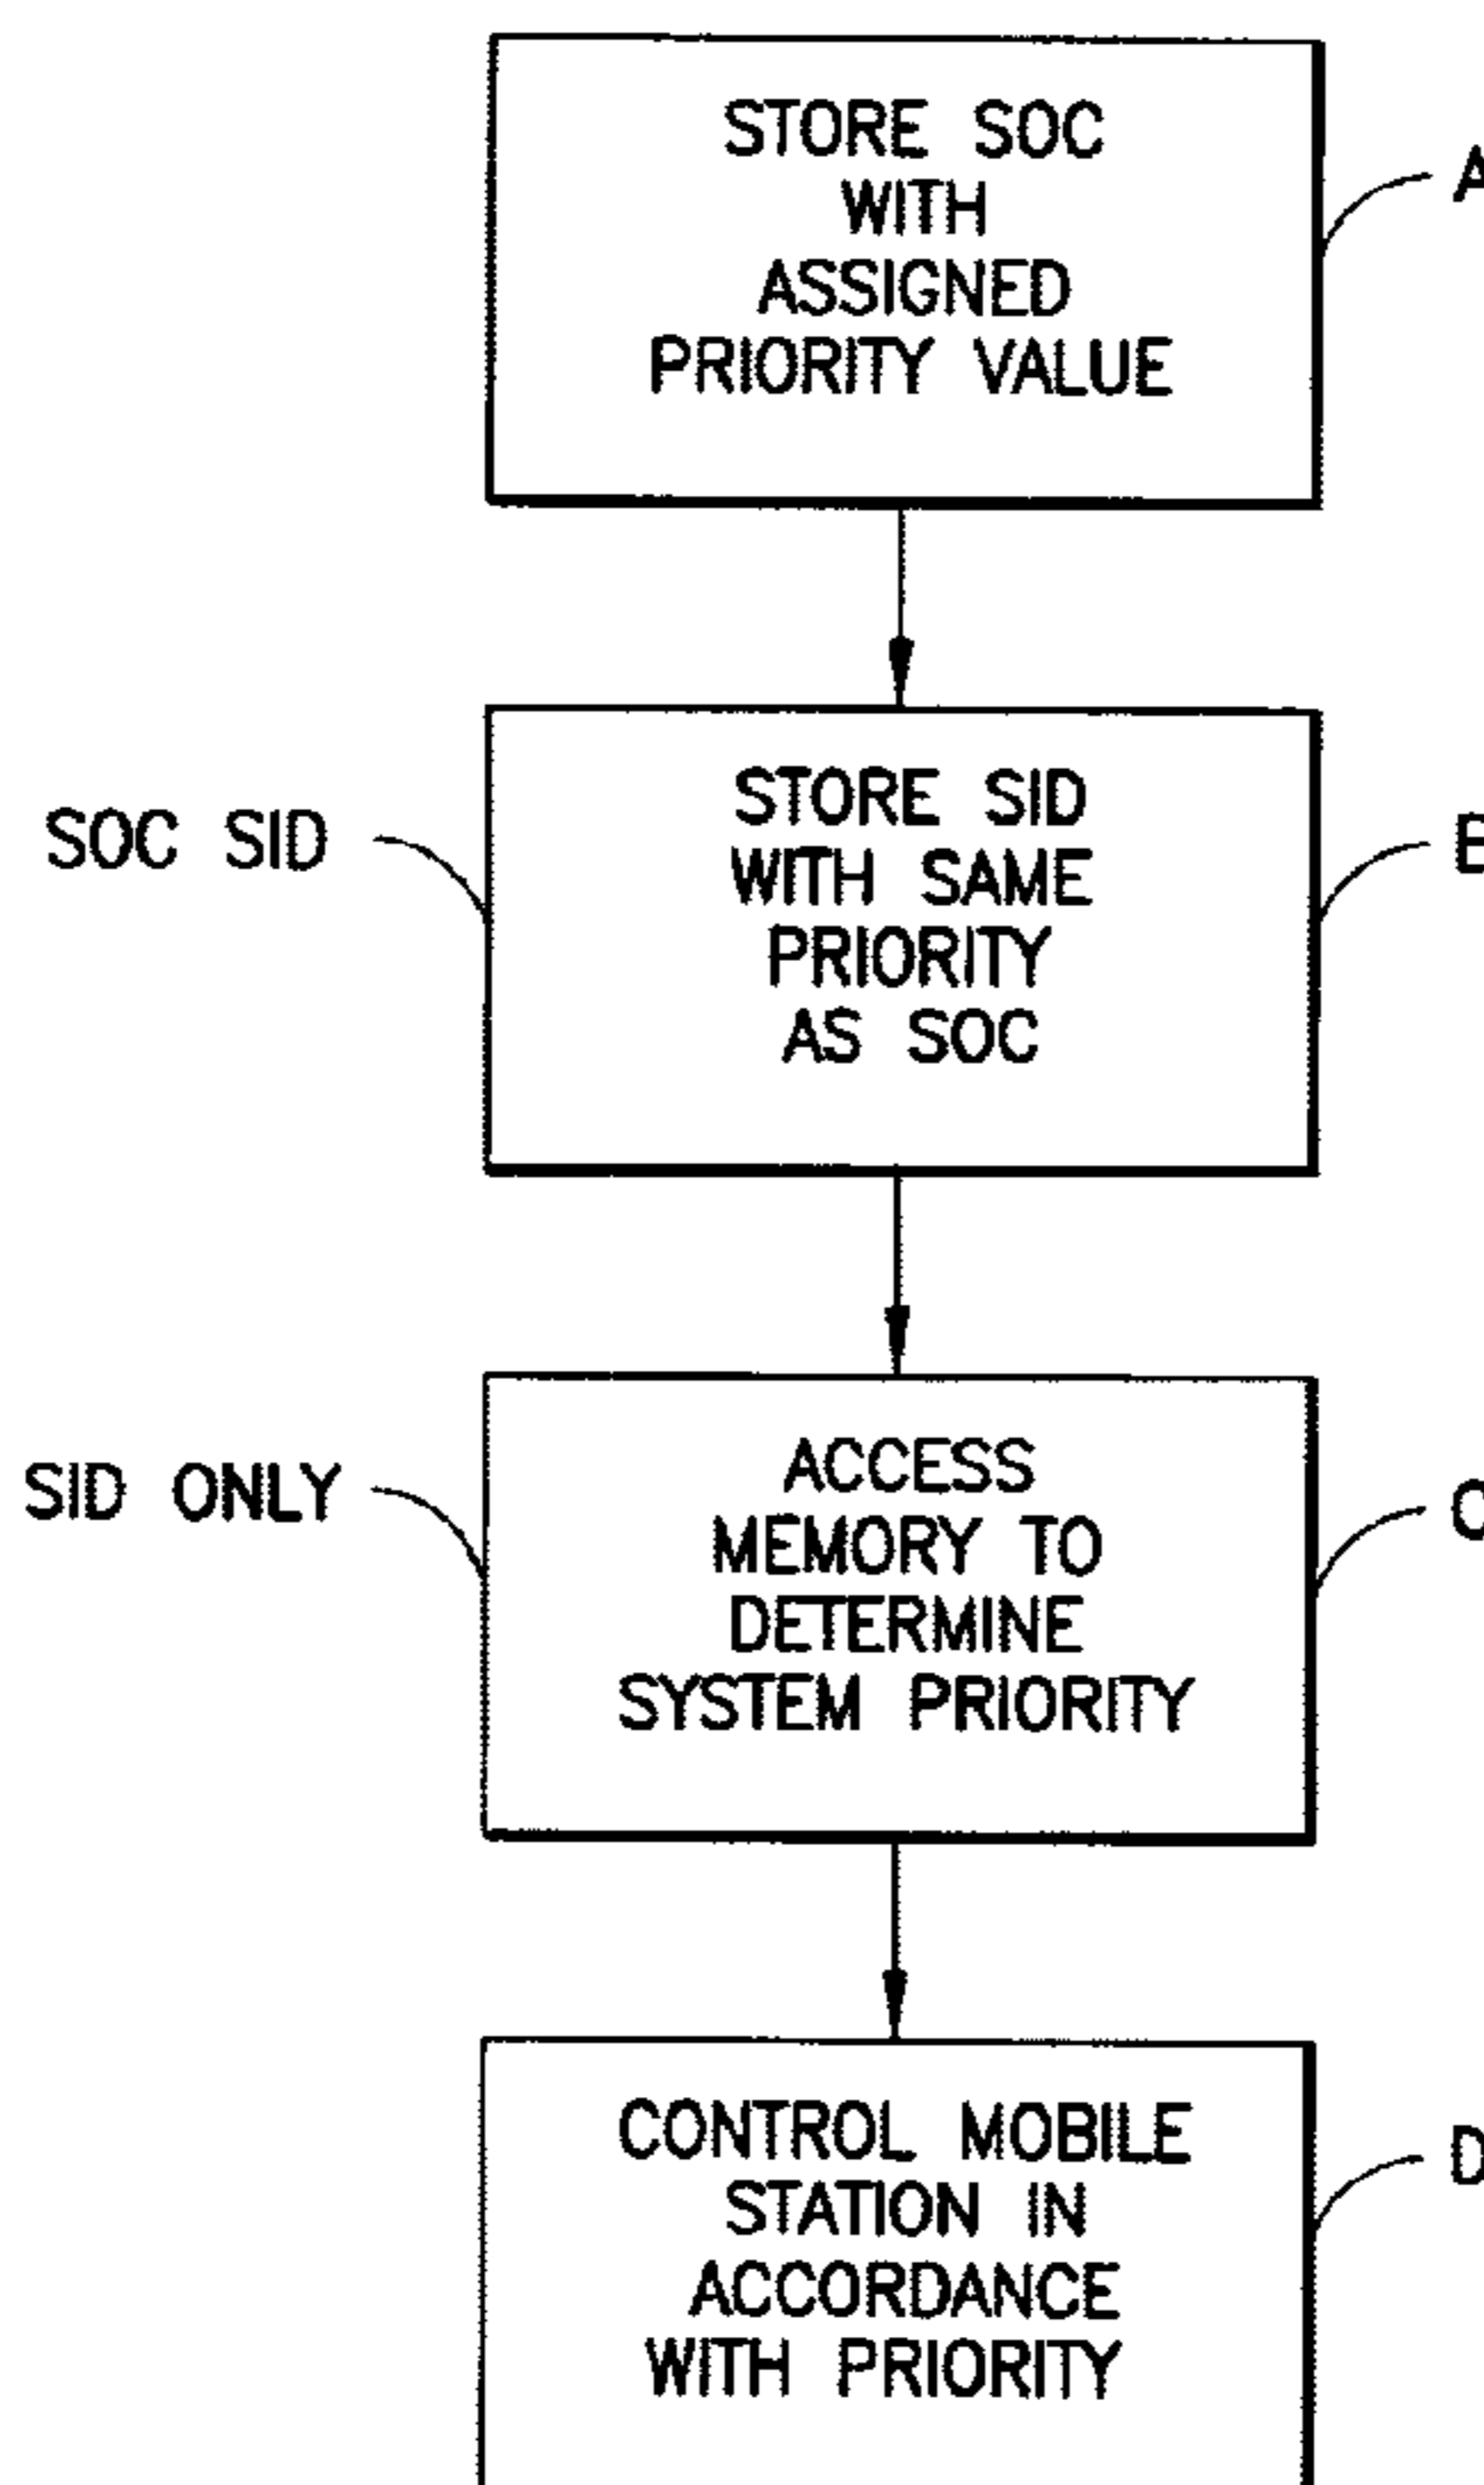 STORE SOC
WITH
ASSIGNED
PRIORITY VALUE
A
STORE SID
WITH SAME
PRIORITY
AS SOC
SOC SID
B
ACCESS
MEMORY TO
DETERMINE
SYSTEM PRIORITY
SID ONLY
C
CONTROL MOBILE
STATION IN
ACCORDANCE
WITH PRIORITY
D